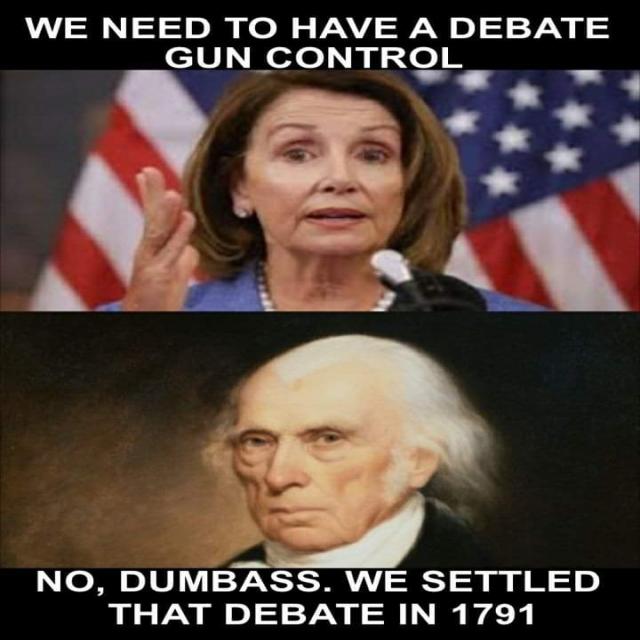 WE NEED TO HAVE A DEBATE
GUN CONTROL
NO, DUMBASS. WE SETTLED
THAT DEBATE IN 1791